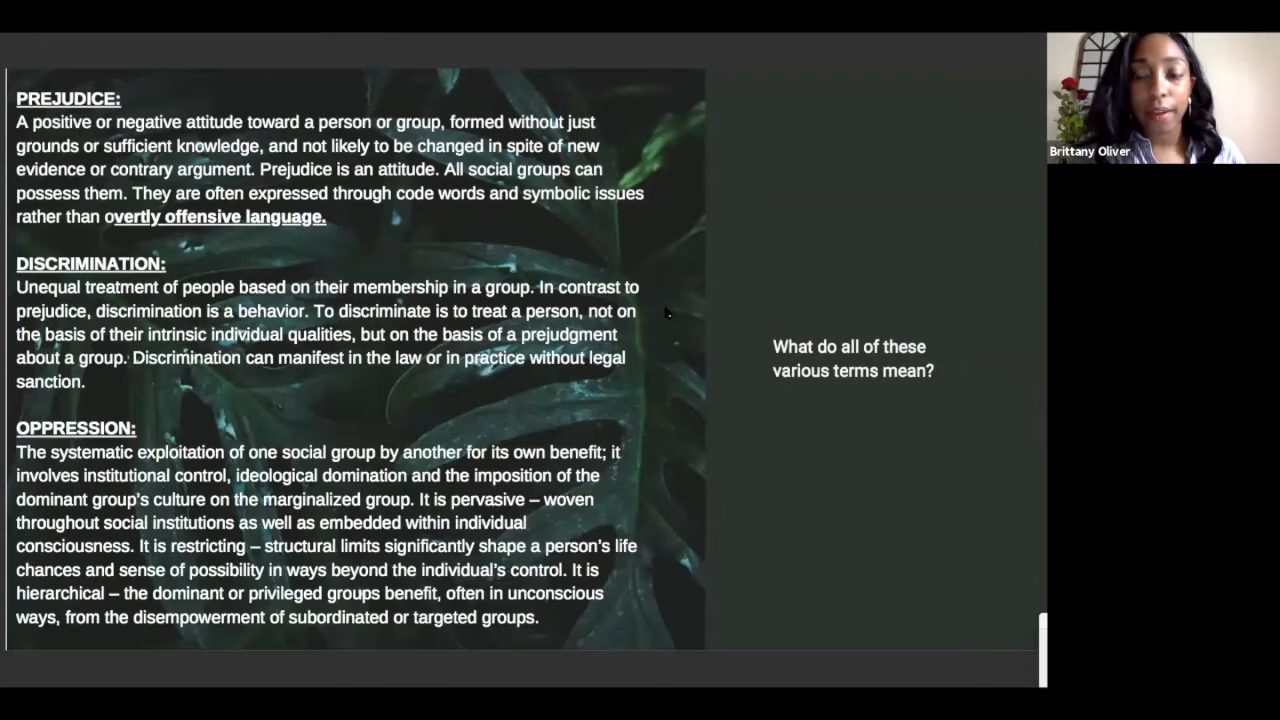 PREJUDICE:
A positive or negative attitude toward a person or group, formed without just
grounds or sufficient knowledge, and not likely to be changed in spite of new
evidence or contrary argument. Prejudice is an attitude. All social groups can
possess them. They are often expressed through code words and symbolic issues
rather than overtly offensive language.
DISCRIMINATION:
Unequal treatment of people based on their membership in a group. In contrast to
prejudice, discrimination is a behavior. To discriminate is to treat a person, not on
the basis of their intrinsic individual qualities, but on the basis of a prejudgment
about a group. Discrimination can manifest in the law or in practice without legal
sanction.
OPPRESSION:
The systematic exploitation of one social group by another for its own benefit; it
involves institutional control, ideological domination and the imposition of the
dominant group's culture on the marginalized group. It is pervasive – woven
throughout social institutions as well as embedded within individual
consciousness. It is restricting – structural limits significantly shape a person's life
chances and sense of possibility in ways beyond the individual's control. It is
hierarchical – the dominant or privileged groups benefit, often in unconscious
ways, from the disempowerment of subordinated or targeted groups.
What do all of these
various terms mean?
Brittany Oliver